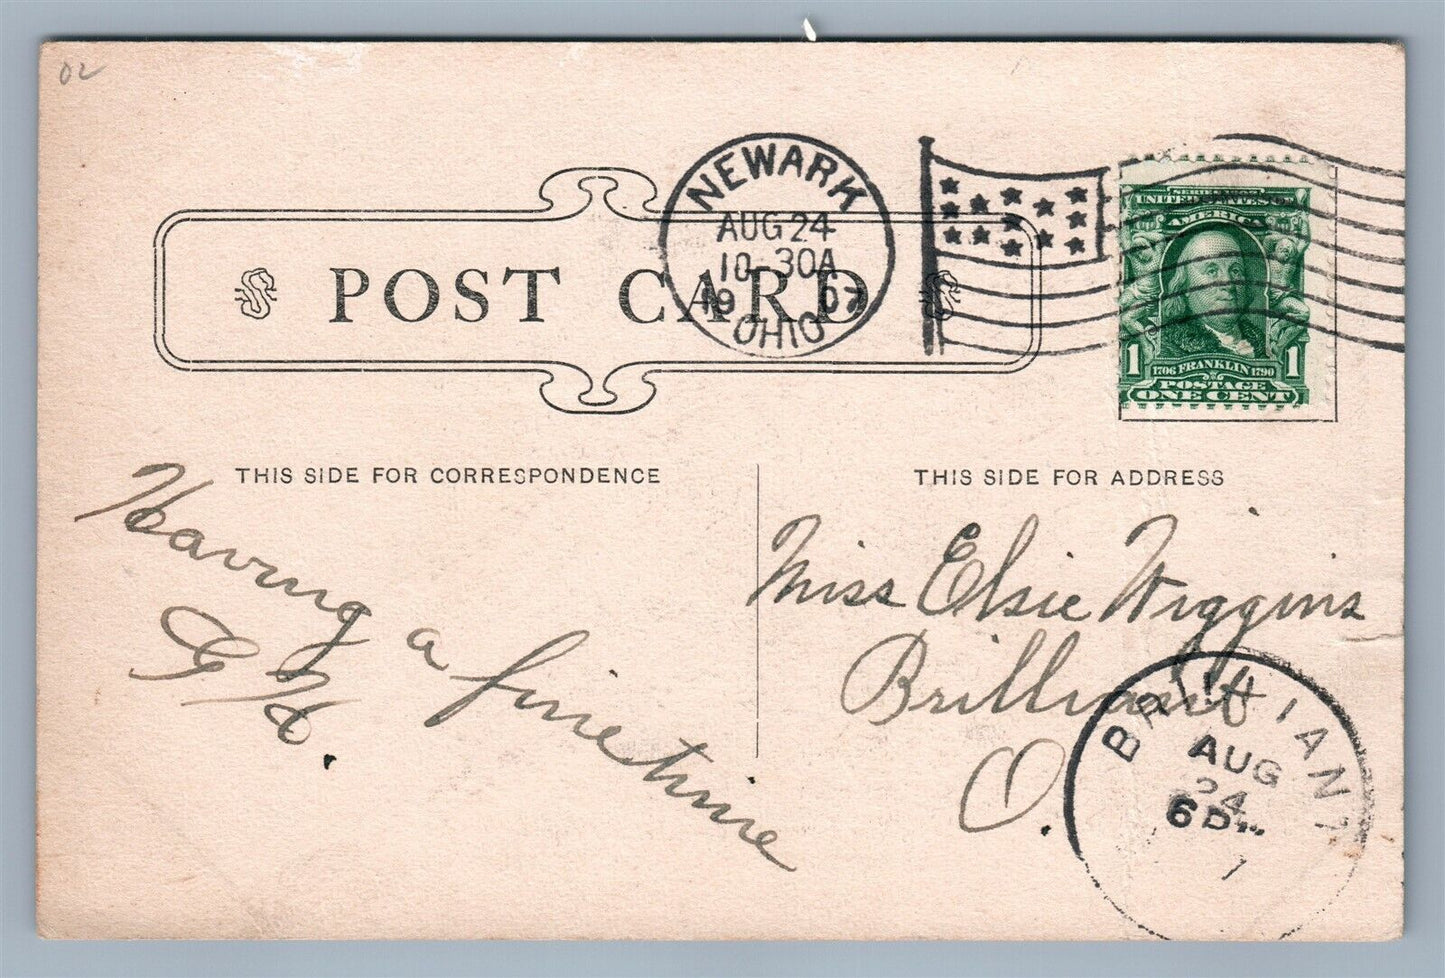 02
NEWARK
AUG 24
10 30A
19 07
OHIO
SERIES 1902
UNITED STATES OF
AMERICA
1 1
1706 FRANKLIN 1790
POSTAGE
ONE CENT
POST CARD
THIS SIDE FOR CORRESPONDENCE
Having a fine time
G. H.
THIS SIDE FOR ADDRESS
Miss Elsie Wiggins
Brilliant
O.
BRILLIANT
AUG
24
6 PM